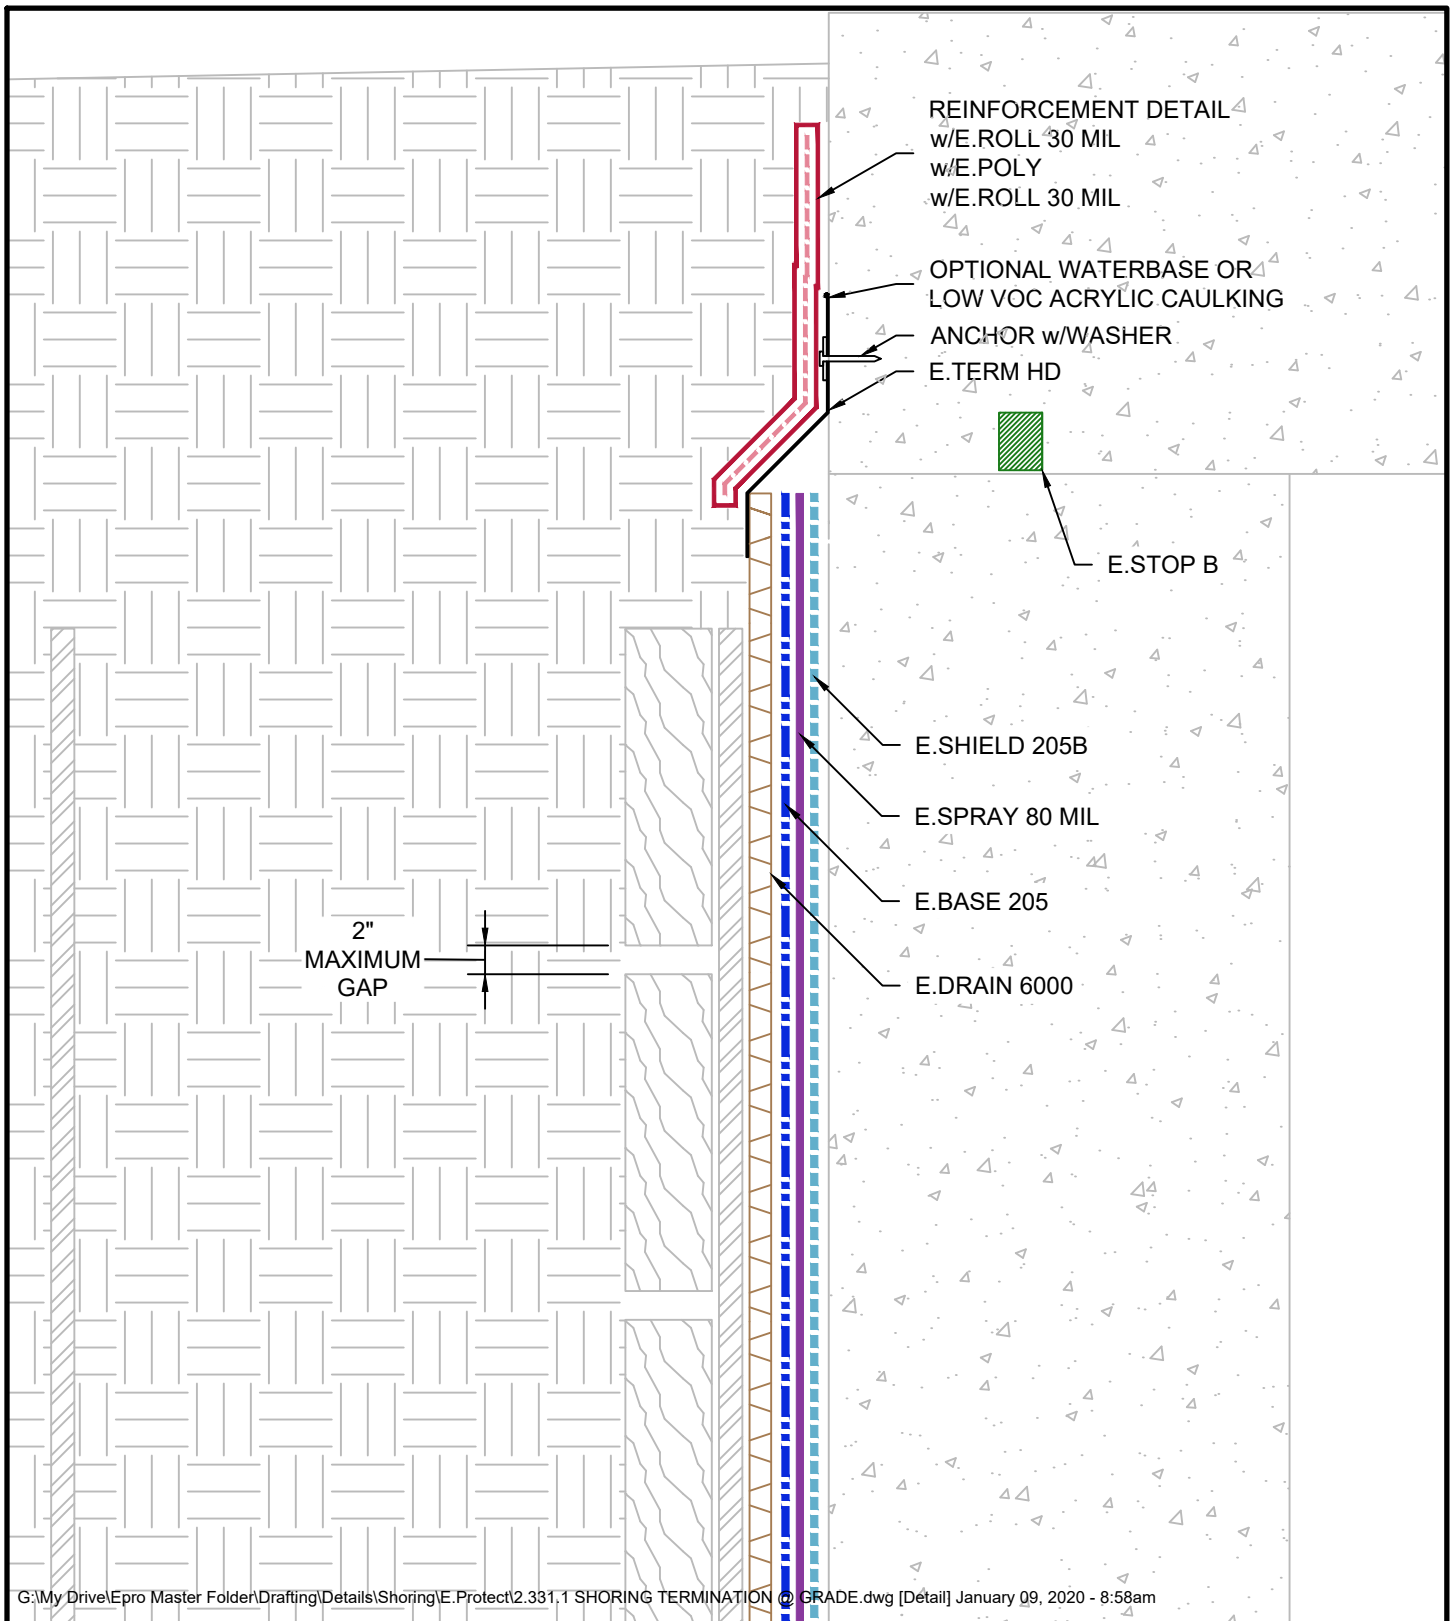 REINFORCEMENT DETAIL
w/E.ROLL 30 MIL
w/E.POLY
w/E.ROLL 30 MIL
OPTIONAL WATERBASE OR
LOW VOC ACRYLIC CAULKING
ANCHOR w/WASHER
E.TERM HD
E.STOP B
E.SHIELD 205B
E.SPRAY 80 MIL
E.BASE 205
2"
MAXIMUM
GAP
E.DRAIN 6000
G:\My Drive\Epro Master Folder\Drafting\Details\Shoring\E.Protect\2.331.1 SHORING TERMINATION @ GRADE.dwg [Detail] January 09, 2020 - 8:58am